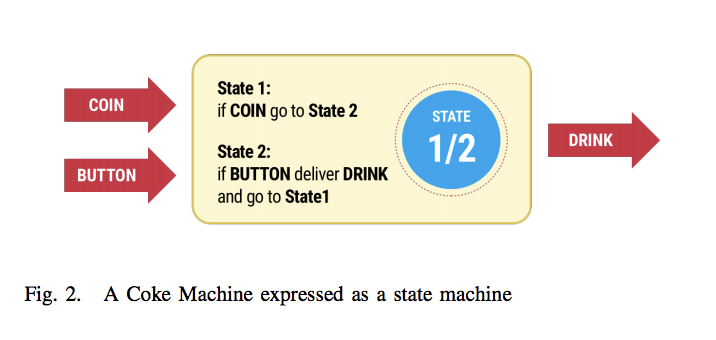 COIN
BUTTON
State 1:
if COIN go to State 2
State 2:
if BUTTON deliver DRINK
and go to State1
STATE
1/2
DRINK
Fig. 2. A Coke Machine expressed as a state machine